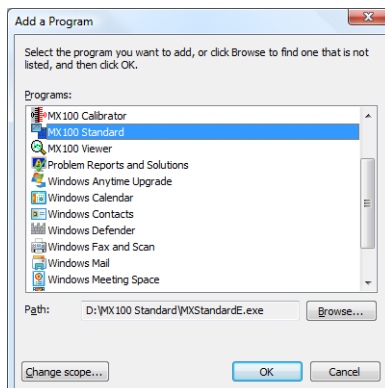 Add a Program
Select the program you want to add, or click Browse to find one that is not
listed, and then click OK.
Programs:
MX100 Calibrator
MX100 Standard
MX100 Viewer
Problem Reports and Solutions
Windows Anytime Upgrade
Windows Calendar
Windows Contacts
Windows Defender
Windows Fax and Scan
Windows Mail
Windows Meeting Space
Path: D:\MX100 Standard\MXStandardE.exe Browse...
Change scope... OK Cancel